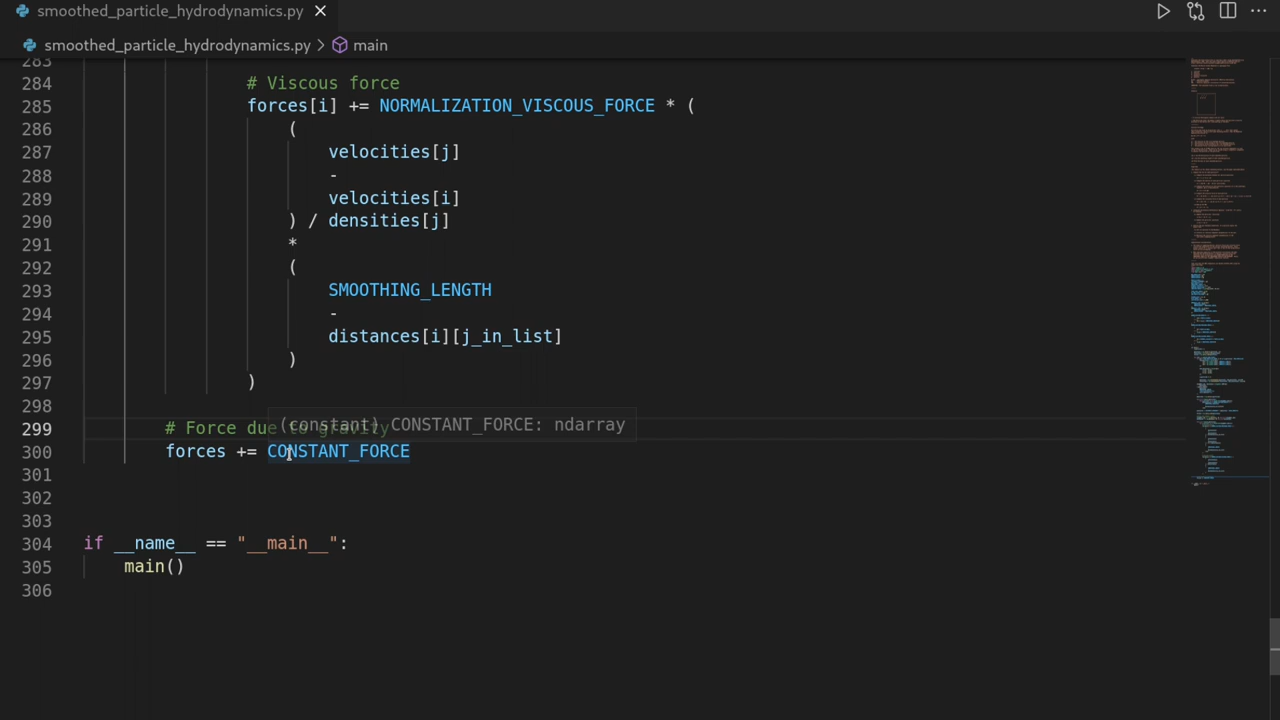 smoothed_particle_hydrodynamics.py
smoothed_particle_hydrodynamics.py > main
283
284 # Viscous force
285 forces[i] += NORMALIZATION_VISCOUS_FORCE * (
286 (
287 velocities[j]
288 -
289 velocities[i]
290 ) / densities[j]
291 *
292 (
293 SMOOTHING_LENGTH
294 -
295 distances[i][j_in_list]
296 )
297 )
298
299 # Force due to gravity
(constant) CONSTANT_FORCE: ndarray
300 forces += CONSTANT_FORCE
301
302
303
304 if __name__ == "__main__":
305 main()
306